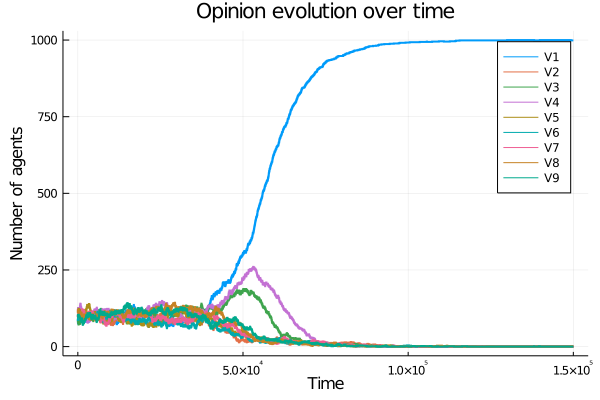 Opinion evolution over time
Number of agents
1000
750
500
250
0
V1
V2
V3
V4
V5
V6
V7
V8
V9
0
5.0×10⁴
1.0×10⁵
1.5×10⁵
Time